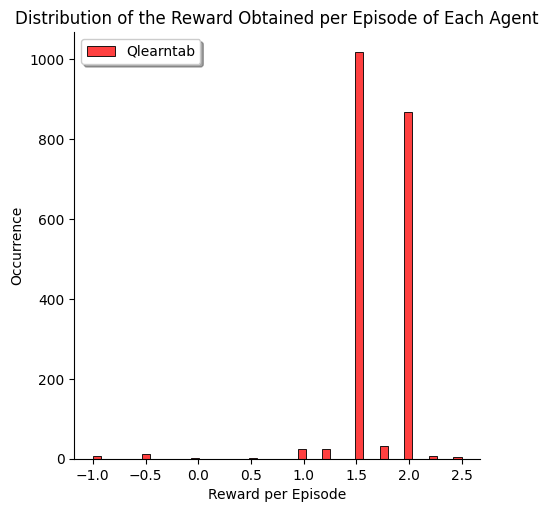 Distribution of the Reward Obtained per Episode of Each Agent
Qlearntab
1000
800
600
400
200
0
Occurrence
−1.0 −0.5 0.0 0.5 1.0 1.5 2.0 2.5
Reward per Episode